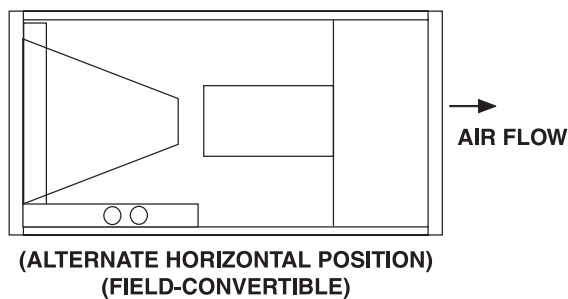 AIR FLOW
(ALTERNATE HORIZONTAL POSITION)
(FIELD-CONVERTIBLE)